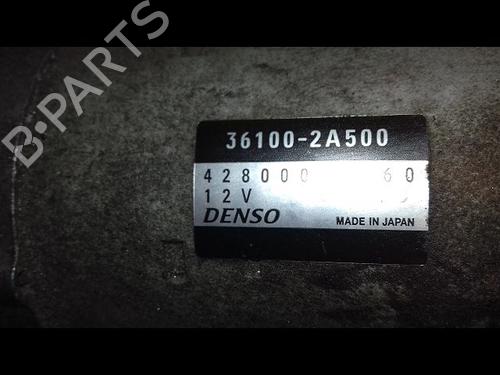 B-PARTS
36100-2A500
428000 60
12V
DENSO MADE IN JAPAN